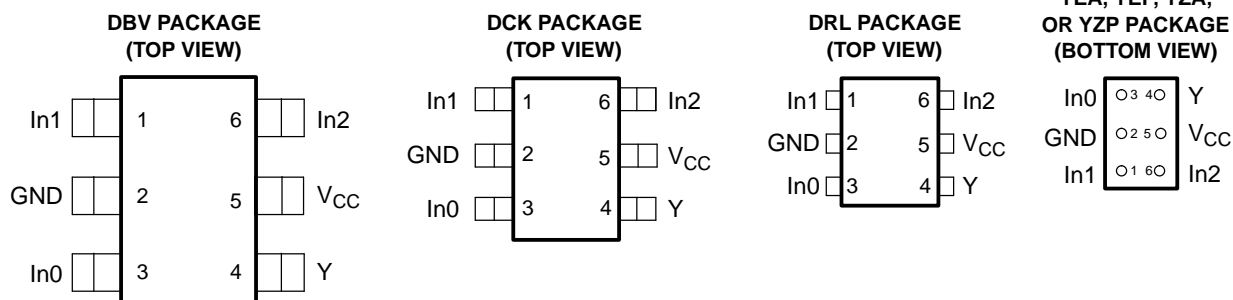 DBV PACKAGE
(TOP VIEW)
In1 1 6 In2
GND 2 5 VCC
In0 3 4 Y
DCK PACKAGE
(TOP VIEW)
In1 1 6 In2
GND 2 5 VCC
In0 3 4 Y
DRL PACKAGE
(TOP VIEW)
In1 1 6 In2
GND 2 5 VCC
In0 3 4 Y
OR YZP PACKAGE
(BOTTOM VIEW)
In0 3 4 Y
GND 2 5 VCC
In1 1 6 In2